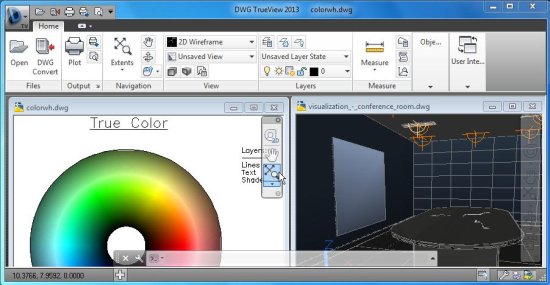 DWG TrueView 2013 colorwh.dwg
Home
Open
DWG Convert
Plot
Extents
2D Wireframe
Unsaved View
Unsaved Layer State
0
Measure
Obje...
User Inte...
Files
Output
Navigation
View
Layers
Measure
colorwh.dwg
visualization_-_conference_room.dwg
True Color
Layers
Lines
Text
Shade
10.3766, 7.9592, 0.0000